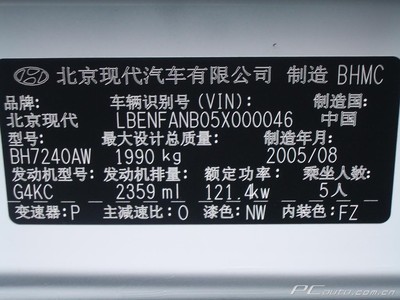 北京现代汽车有限公司 制造 BHMC
品牌: 车辆识别号(VIN): 制造国:
北京现代 LBENFANB05X000046 中国
型号: 最大设计总质量: 制造年月:
BH7240AW 1990 kg 2005/08
发动机型号: 发动机排量: 额定功率: 乘坐人数:
G4KC 2359 ml 121.4kw 5人
变速器:P 主减速比:O 漆色:NW 内装色:FZ
PCauto.com.cn